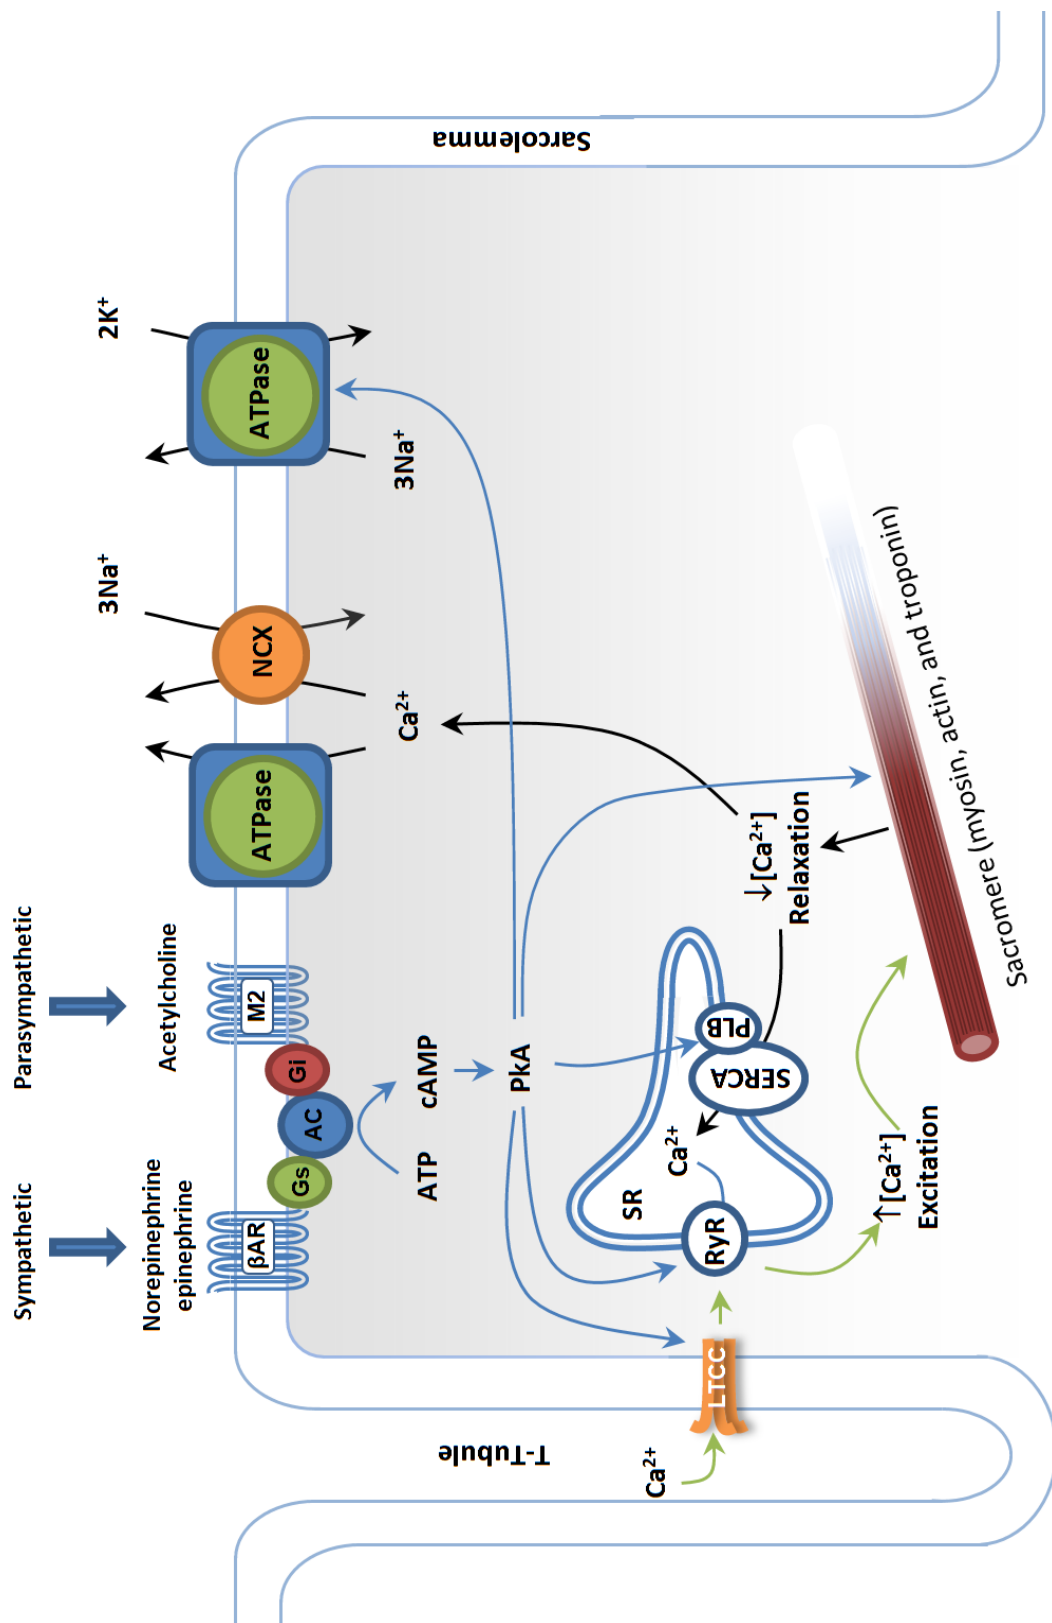 Sympathetic
Parasympathetic
Norepinephrine
epinephrine
Acetylcholine
3Na⁺
2K⁺
βAR
Gs
AC
Gi
M2
ATPase
NCX
ATPase
ATP
cAMP
Ca²⁺
3Na⁺
Sarcolemma
T-Tubule
PkA
Ca²⁺
LTCC
SR
RyR
Ca²⁺
SERCA
PLB
↓[Ca²⁺]
Relaxation
↑[Ca²⁺]
Excitation
Sacromere (myosin, actin, and troponin)